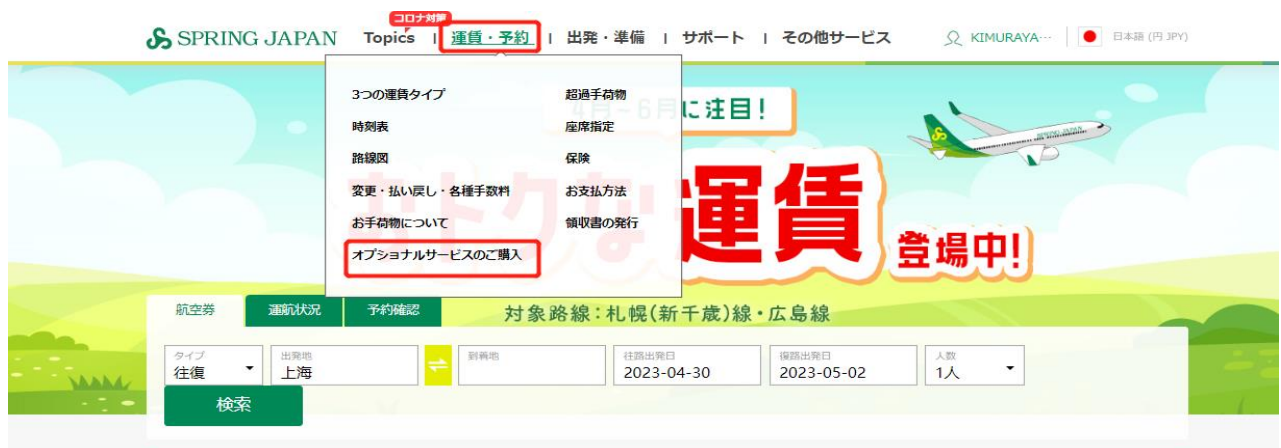 コロナ対策
SPRING JAPAN Topics | 運賃・予約 | 出発・準備 | サポート | その他サービス KIMURAYA… 日本語 (円 JPY)
3つの運賃タイプ 超過手荷物
時刻表 座席指定
路線図 保険
変更・払い戻し・各種手数料 お支払方法
お手荷物について 領収書の発行
オプショナルサービスのご購入
に注目！
SPRING JAPAN
運賃
登場中!
航空券 運航状況 予約確認
対象路線：札幌(新千歳)線・広島線
タイプ 出発地 到着地 往路出発日 復路出発日 人数
往復 上海 2023-04-30 2023-05-02 1人
検索